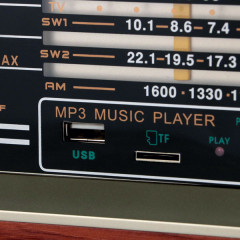 SW1 10.1 - 8.6 - 7.4
SW2 22.1 - 19.5 - 17.3
AX
AM 1600 · 1330 · 1
F
MP3 MUSIC PLAYER
USB
TF
PLAY